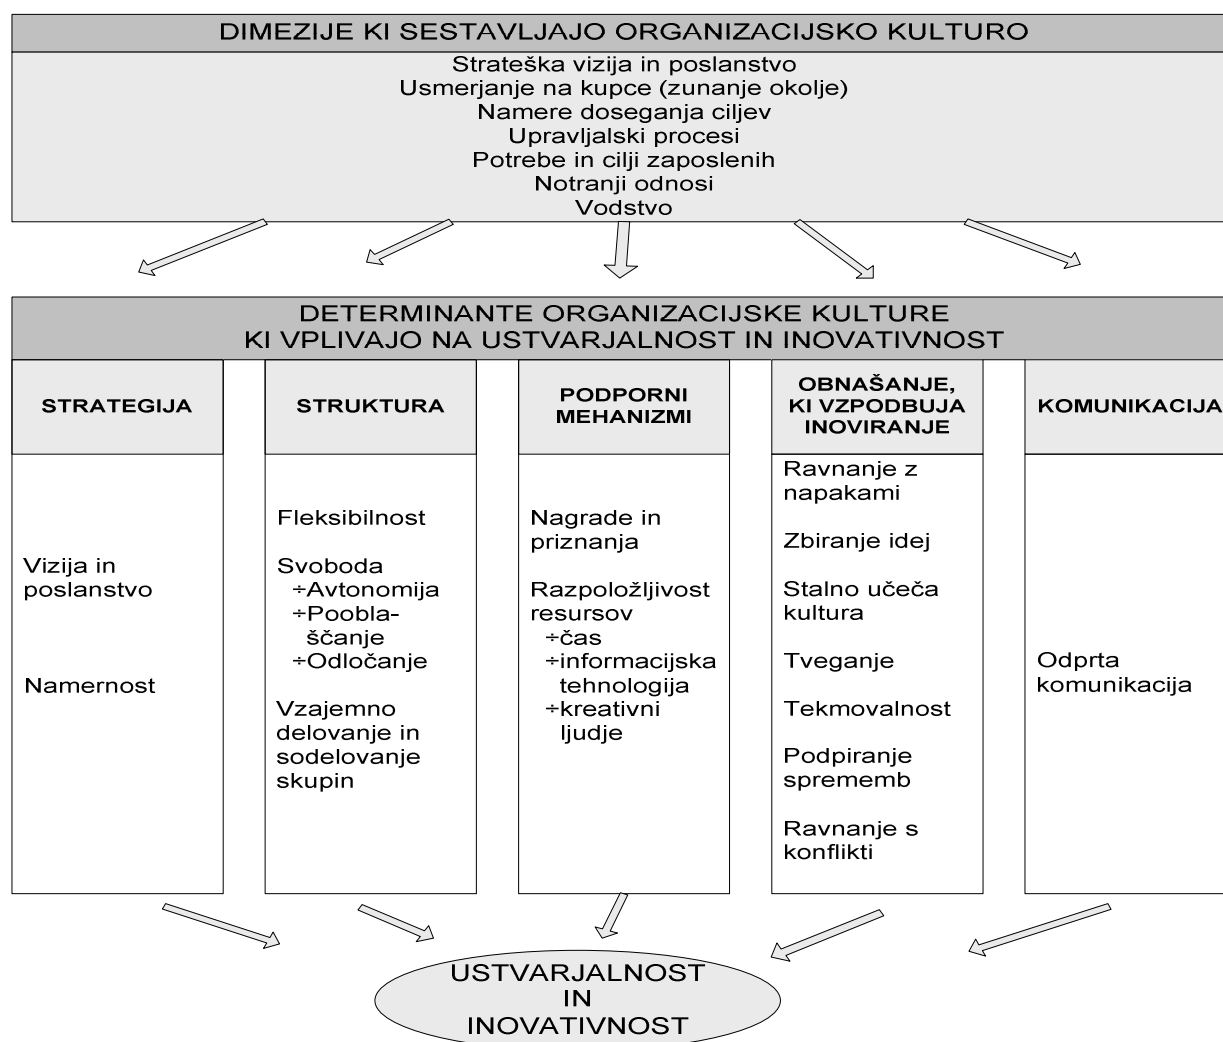 DIMEZIJE KI SESTAVLJAJO ORGANIZACIJSKO KULTURO
Strateška vizija in poslanstvo
Usmerjanje na kupce (zunanje okolje)
Namere doseganja ciljev
Upravljalski procesi
Potrebe in cilji zaposlenih
Notranji odnosi
Vodstvo
DETERMINANTE ORGANIZACIJSKE KULTURE
KI VPLIVAJO NA USTVARJALNOST IN INOVATIVNOST
STRATEGIJA
Vizija in
poslanstvo
Namernost
STRUKTURA
Fleksibilnost
Svoboda
÷Avtonomija
÷Poobla-
ščanje
÷Odločanje
Vzajemno
delovanje in
sodelovanje
skupin
PODPORNI
MEHANIZMI
Nagrade in
priznanja
Razpoložljivost
resursov
÷čas
÷informacijska
tehnologija
÷kreativni
ljudje
OBNAŠANJE,
KI VZPODBUJA
INOVIRANJE
Ravnanje z
napakami
Zbiranje idej
Stalno učeča
kultura
Tveganje
Tekmovalnost
Podpiranje
sprememb
Ravnanje s
konflikti
KOMUNIKACIJA
Odprta
komunikacija
USTVARJALNOST
IN
INOVATIVNOST